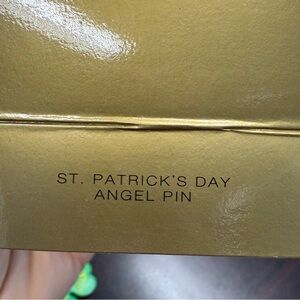 ST. PATRICK'S DAY
ANGEL PIN